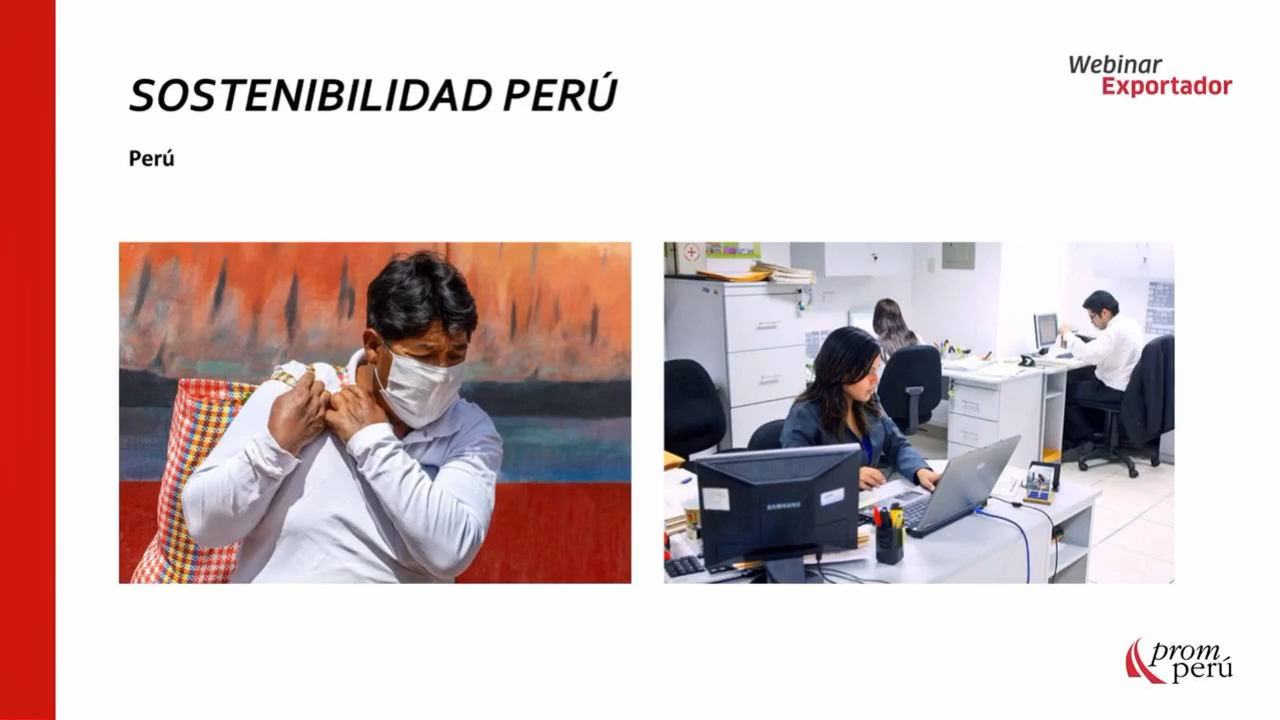 SOSTENIBILIDAD PERÚ
Webinar
Exportador
Perú
SAMSUNG
prom
perú